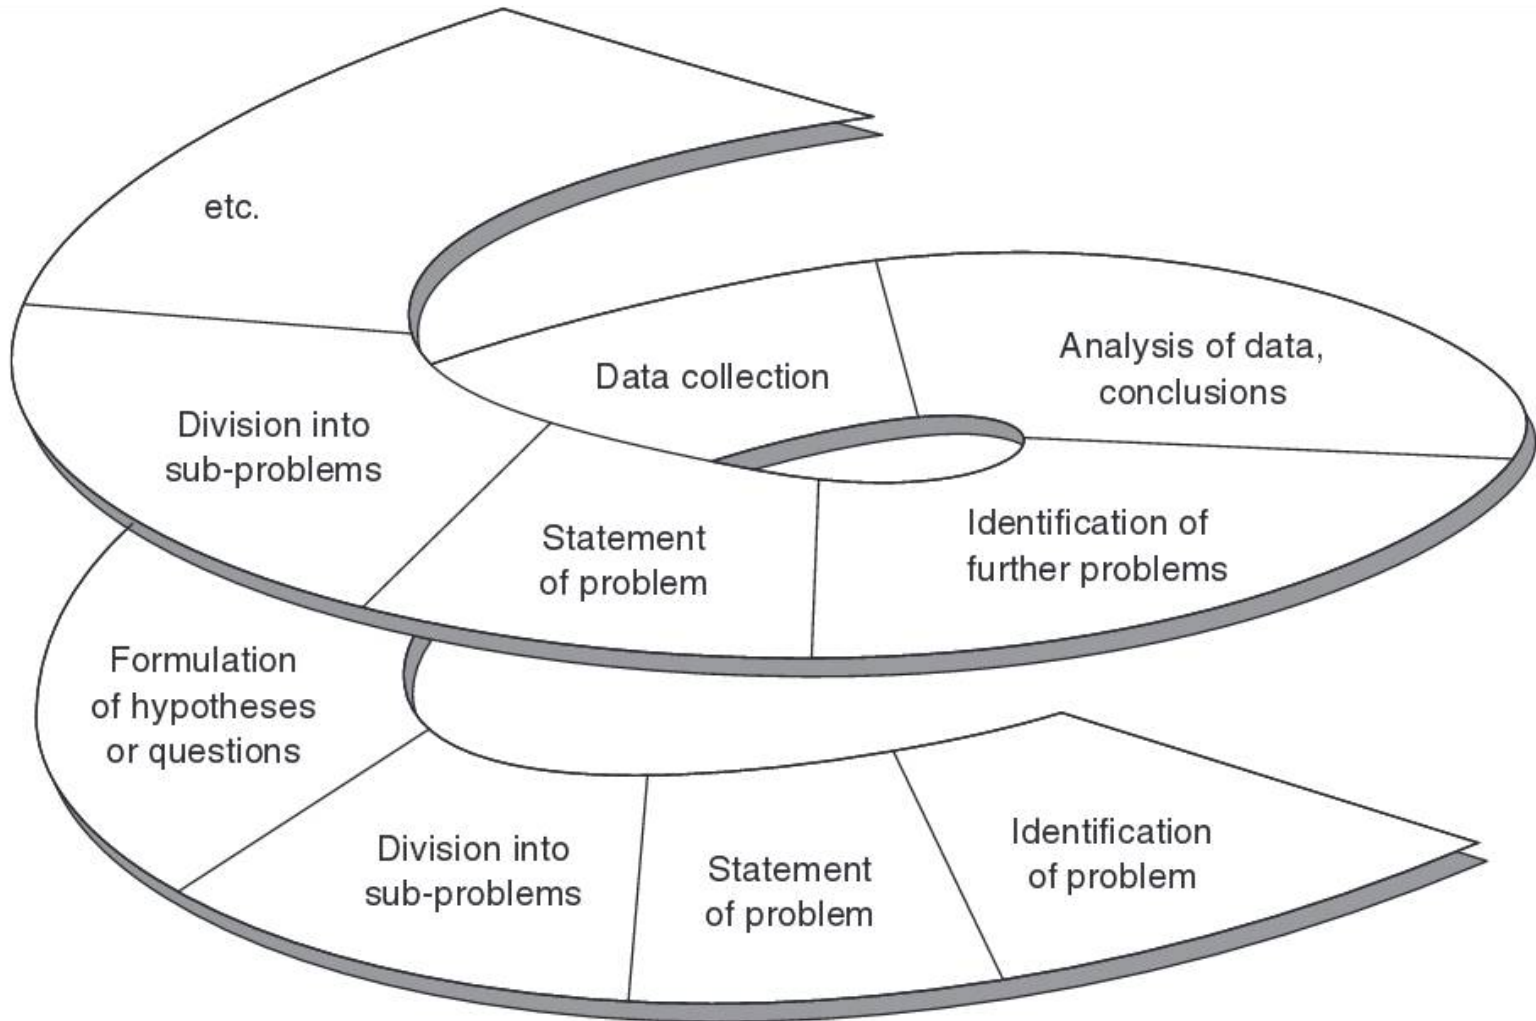 etc.
Data collection
Analysis of data,
conclusions
Division into
sub-problems
Statement
of problem
Identification of
further problems
Formulation
of hypotheses
or questions
Division into
sub-problems
Statement
of problem
Identification
of problem